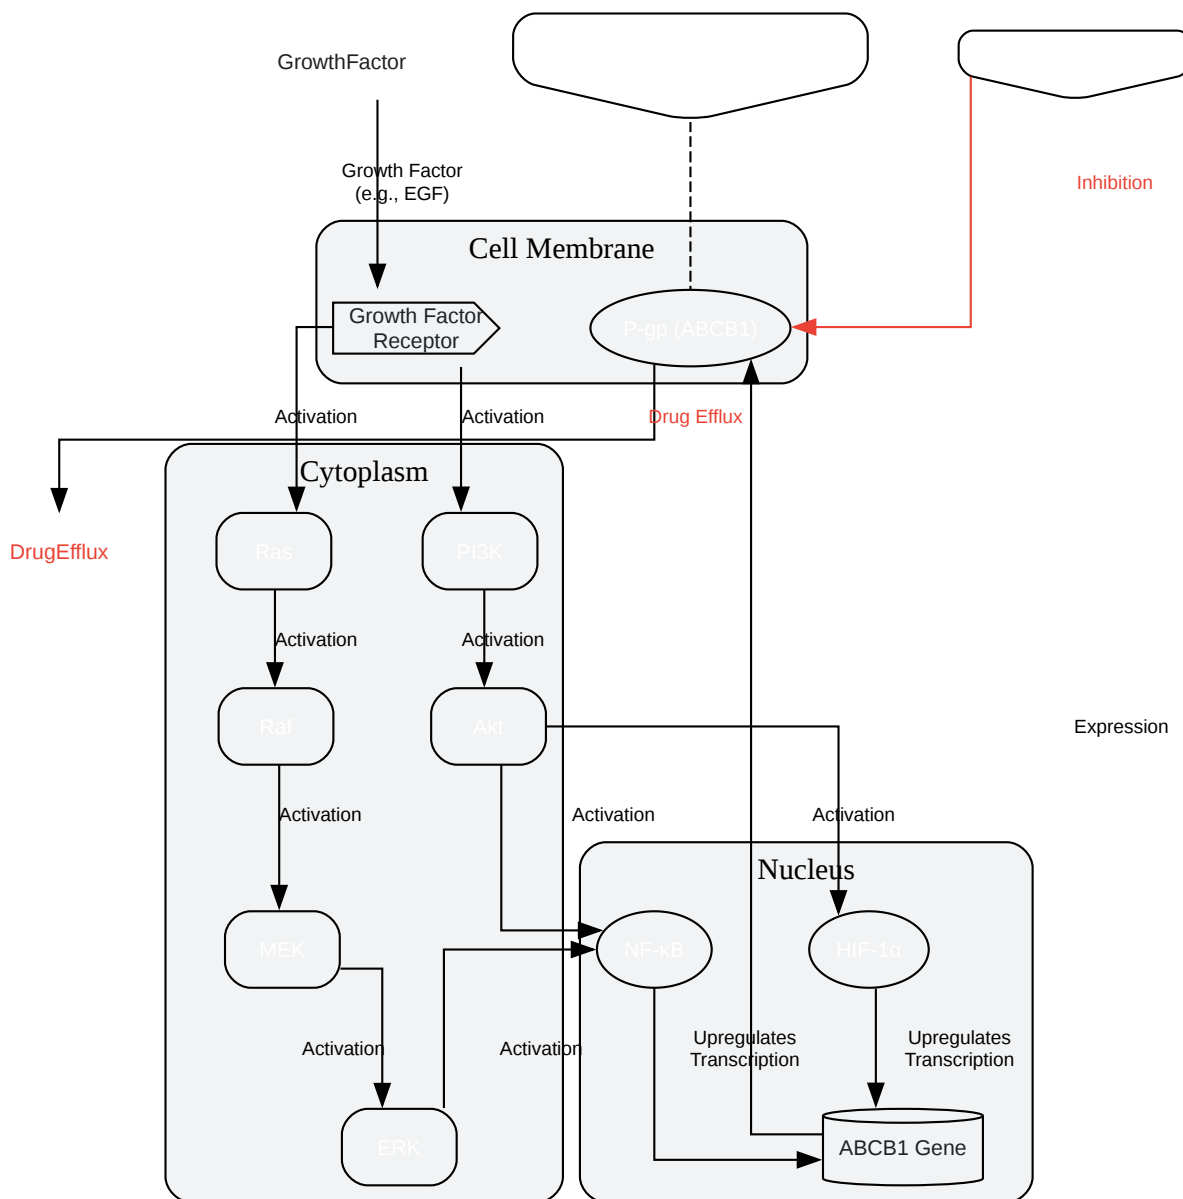 GrowthFactor
Growth Factor
(e.g., EGF)
Inhibition
Cell Membrane
Growth Factor
Receptor
P-gp (ABCB1)
Activation
Activation
Drug Efflux
Cytoplasm
Ras
PI3K
DrugEfflux
Activation
Activation
Raf
Akt
Expression
Activation
Activation
Activation
Nucleus
MEK
NF-κB
HIF-1α
Activation
Activation
Upregulates
Transcription
Upregulates
Transcription
ERK
ABCB1 Gene